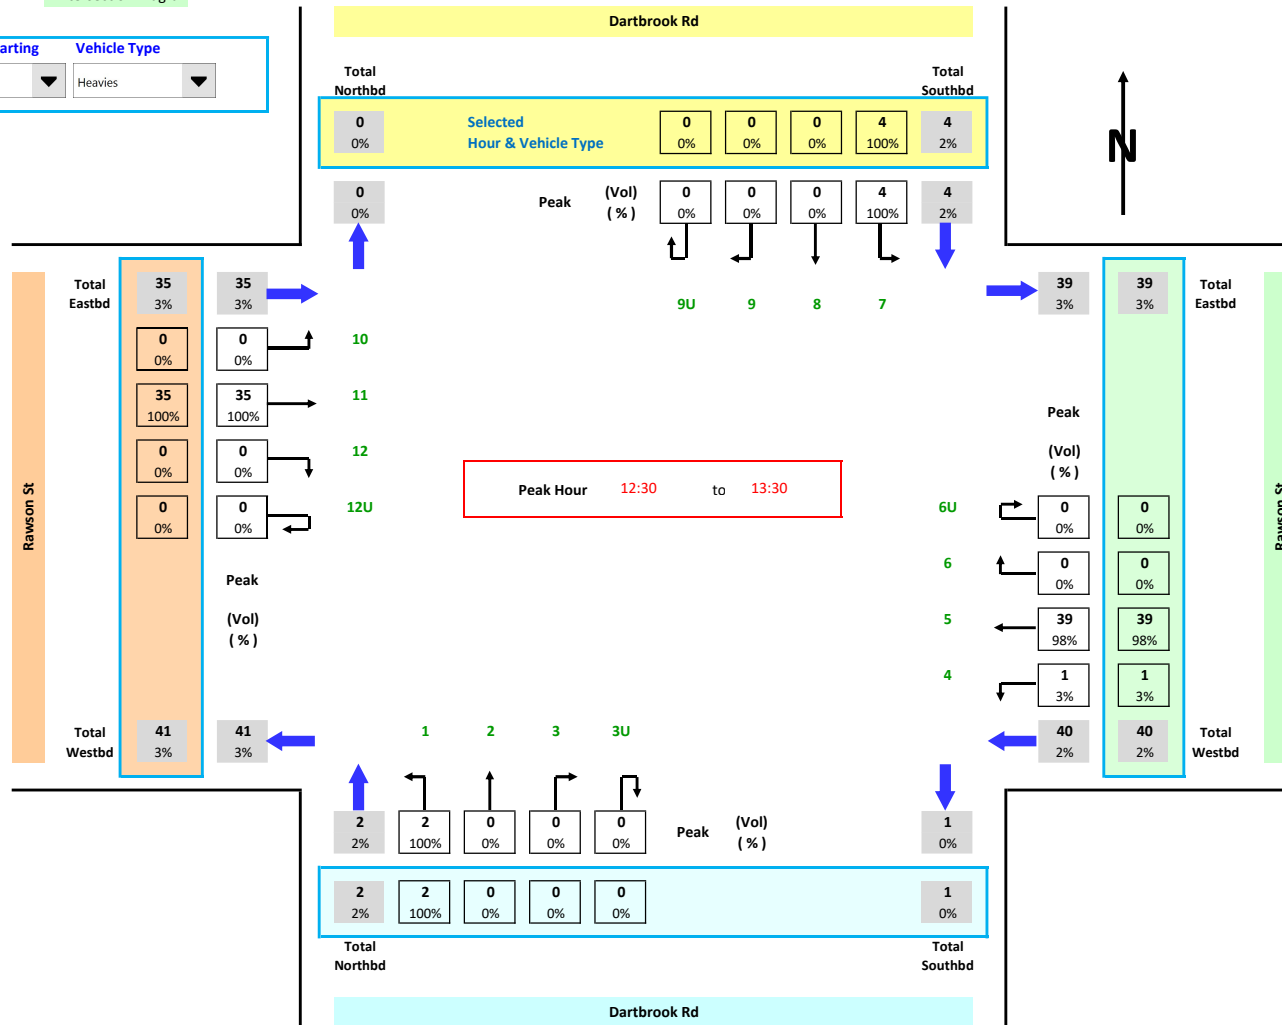 Dartbrook Rd
arting Vehicle Type
Heavies
Total Northbd
Total Southbd
0 0%
Selected Hour & Vehicle Type
0 0% 0 0% 0 0% 4 100% 4 2%
N
0 0%
Peak (Vol) ( % )
0 0% 0 0% 0 0% 4 100% 4 2%
9U 9 8 7
Total Eastbd
35 3% 35 3%
39 3% 39 3%
Total Eastbd
0 0% 0 0% 10
35 100% 35 100% 11
0 0% 0 0% 12
0 0% 0 0% 12U
Rawson St
Peak (Vol) ( % )
Peak Hour 12:30 to 13:30
Peak (Vol) ( % )
6U 0 0% 0 0%
6 0 0% 0 0%
5 39 98% 39 98%
4 1 3% 1 3%
Rawson St
Total Westbd
41 3% 41 3%
1 2 3 3U
40 2% 40 2%
Total Westbd
2 2% 2 100% 0 0% 0 0% 0 0%
Peak (Vol) ( % )
1 0%
2 2% 2 100% 0 0% 0 0% 0 0%
1 0%
Total Northbd
Total Southbd
Dartbrook Rd